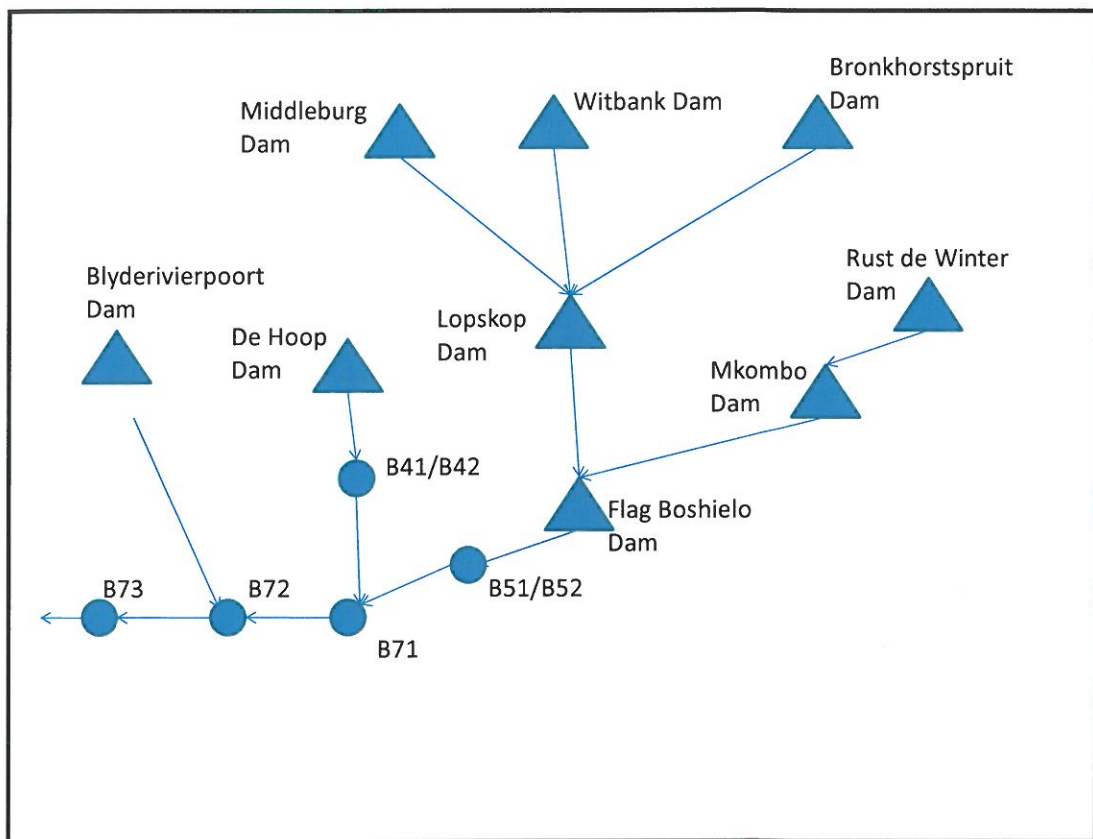 Bronkhorstspruit
Dam
Middleburg
Dam
Witbank Dam
Rust de Winter
Dam
Blyderivierpoort
Dam
De Hoop
Dam
Lopskop
Dam
Mkombo
Dam
B41/B42
Flag Boshielo
Dam
B51/B52
B73
B72
B71